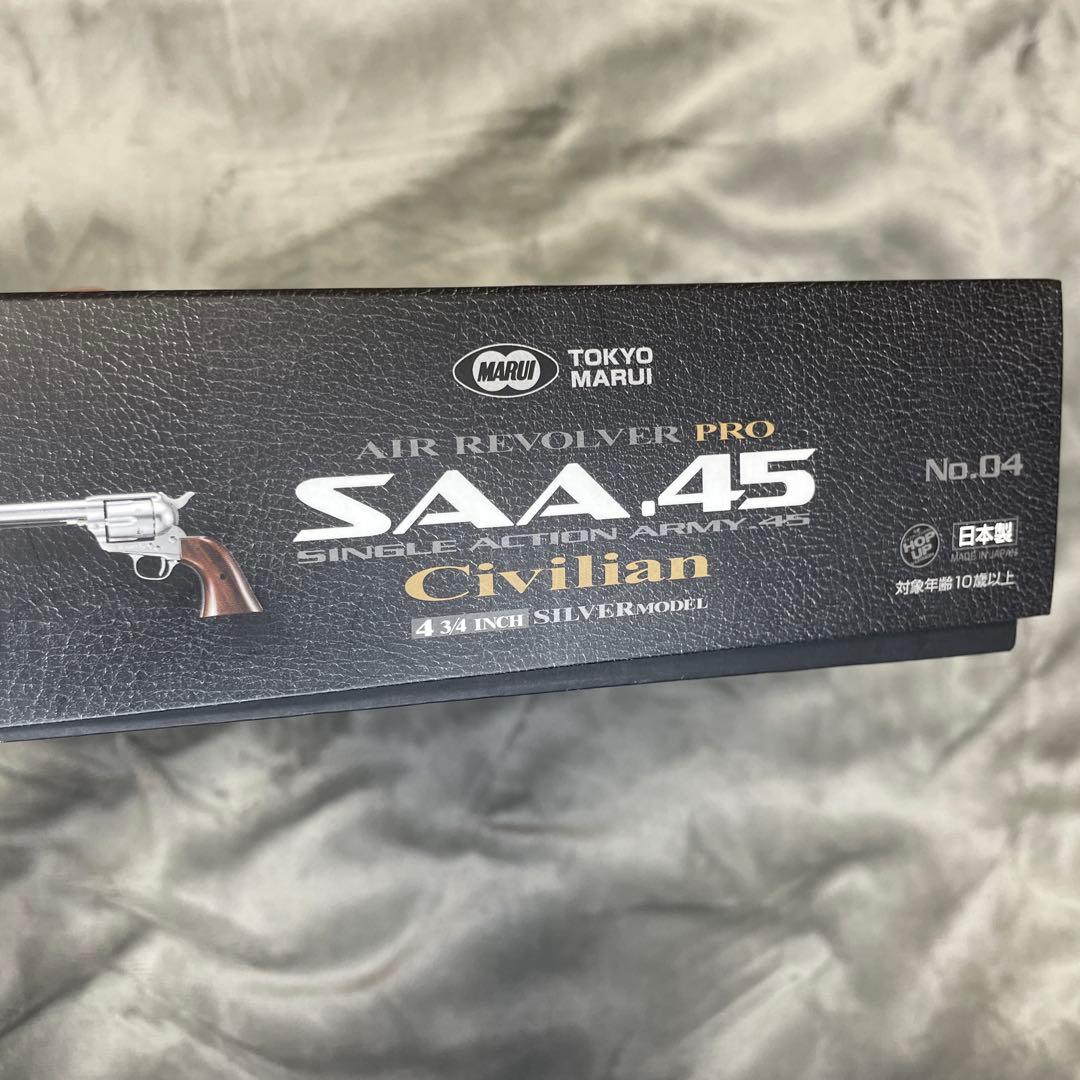 MARUI
TOKYO
MARUI
AIR REVOLVER PRO
SAA.45
SINGLE ACTION ARMY 45
Civilian
4 3/4 INCH SILVER MODEL
No.04
HOP
UP
日本製
MADE IN JAPAN
対象年齢10歳以上